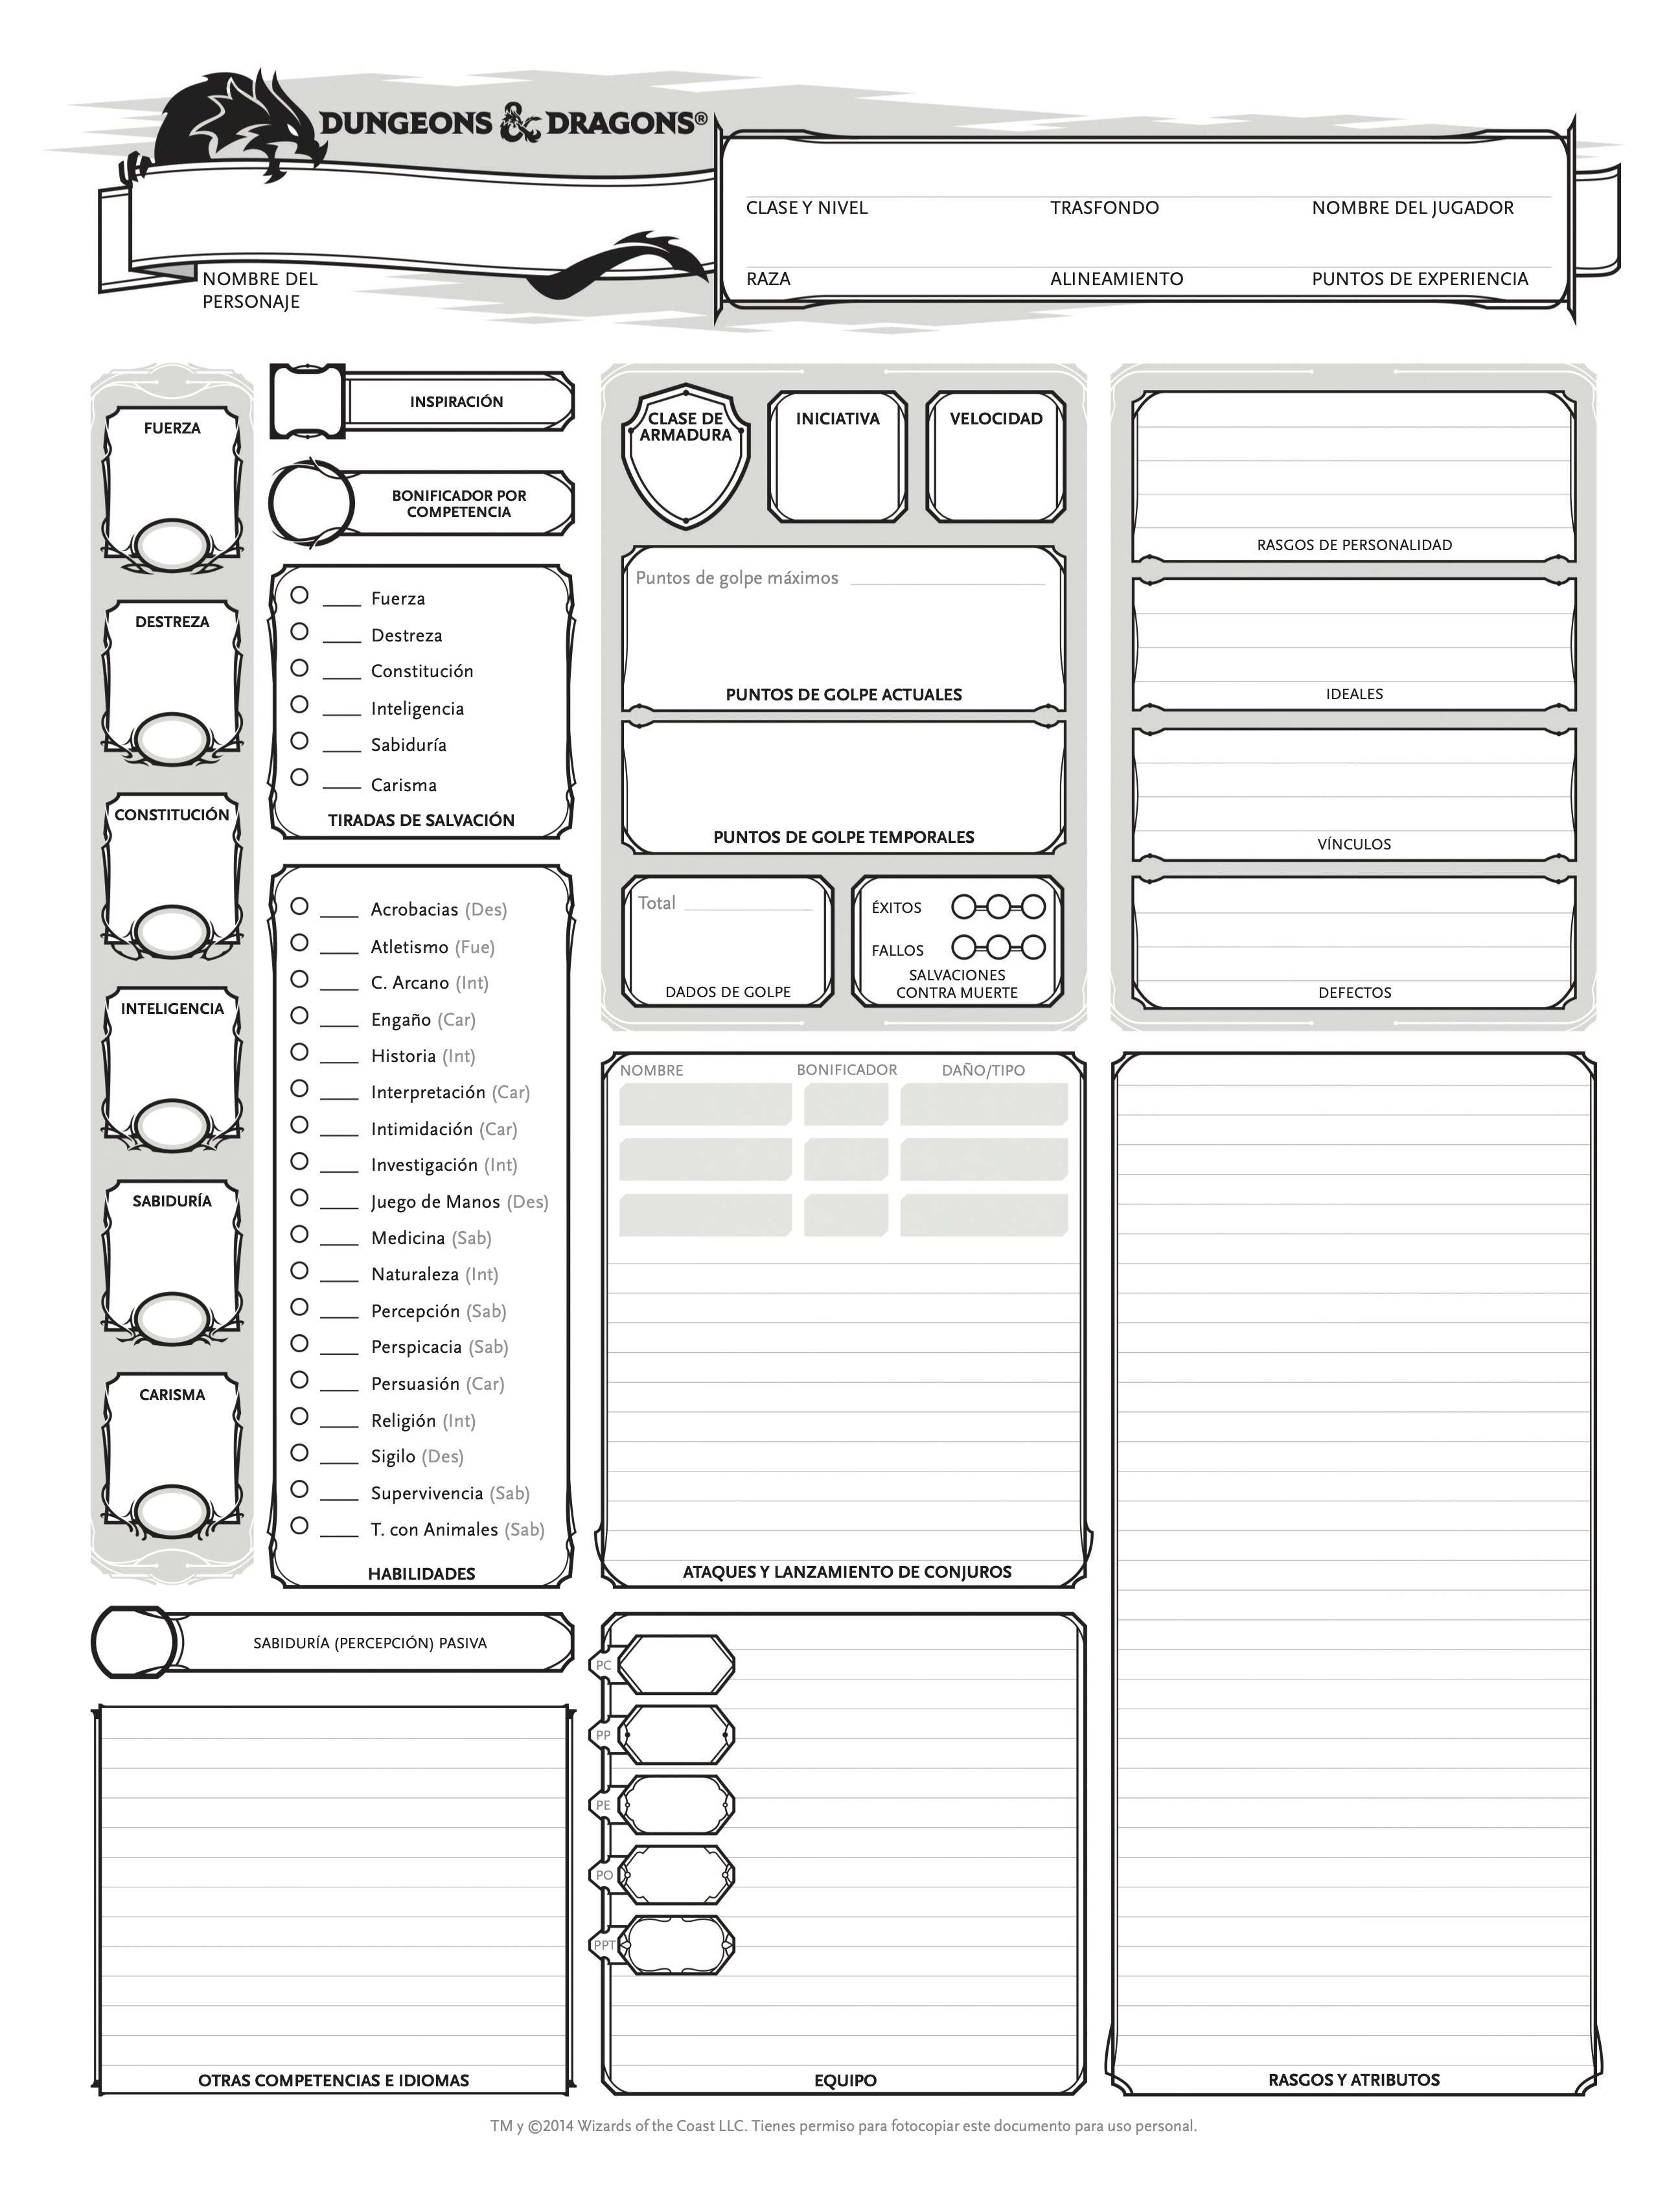 DUNGEONS & DRAGONS®
CLASE Y NIVEL
TRASFONDO
NOMBRE DEL JUGADOR
NOMBRE DEL
PERSONAJE
RAZA
ALINEAMIENTO
PUNTOS DE EXPERIENCIA
FUERZA
DESTREZA
CONSTITUCIÓN
INTELIGENCIA
SABIDURÍA
CARISMA
INSPIRACIÓN
BONIFICADOR POR
COMPETENCIA
Fuerza
Destreza
Constitución
Inteligencia
Sabiduría
Carisma
TIRADAS DE SALVACIÓN
Acrobacias (Des)
Atletismo (Fue)
C. Arcano (Int)
Engaño (Car)
Historia (Int)
Interpretación (Car)
Intimidación (Car)
Investigación (Int)
Juego de Manos (Des)
Medicina (Sab)
Naturaleza (Int)
Percepción (Sab)
Perspicacia (Sab)
Persuasión (Car)
Religión (Int)
Sigilo (Des)
Supervivencia (Sab)
T. con Animales (Sab)
HABILIDADES
SABIDURÍA (PERCEPCIÓN) PASIVA
OTRAS COMPETENCIAS E IDIOMAS
CLASE DE
ARMADURA
INICIATIVA
VELOCIDAD
Puntos de golpe máximos
PUNTOS DE GOLPE ACTUALES
PUNTOS DE GOLPE TEMPORALES
Total
DADOS DE GOLPE
ÉXITOS
FALLOS
SALVACIONES
CONTRA MUERTE
NOMBRE
BONIFICADOR
DAÑO/TIPO
ATAQUES Y LANZAMIENTO DE CONJUROS
PC
PP
PE
PO
PPT
EQUIPO
RASGOS DE PERSONALIDAD
IDEALES
VÍNCULOS
DEFECTOS
RASGOS Y ATRIBUTOS
TM y ©2014 Wizards of the Coast LLC. Tienes permiso para fotocopiar este documento para uso personal.